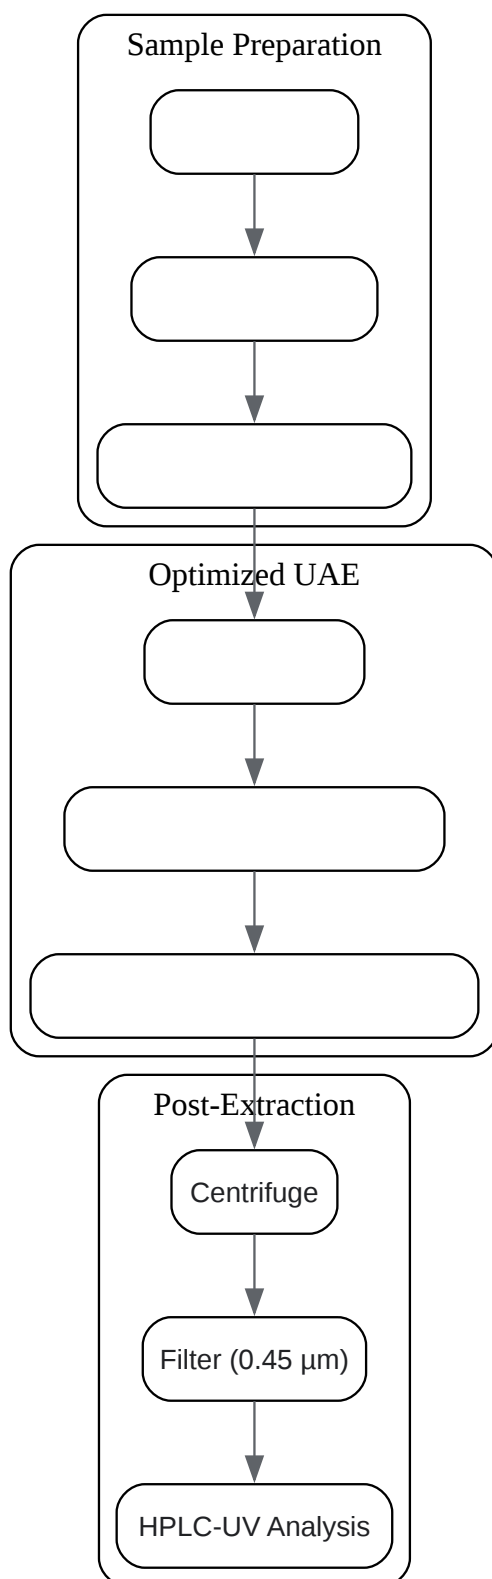 Sample Preparation
Optimized UAE
Post-Extraction
Centrifuge
Filter (0.45 µm)
HPLC-UV Analysis